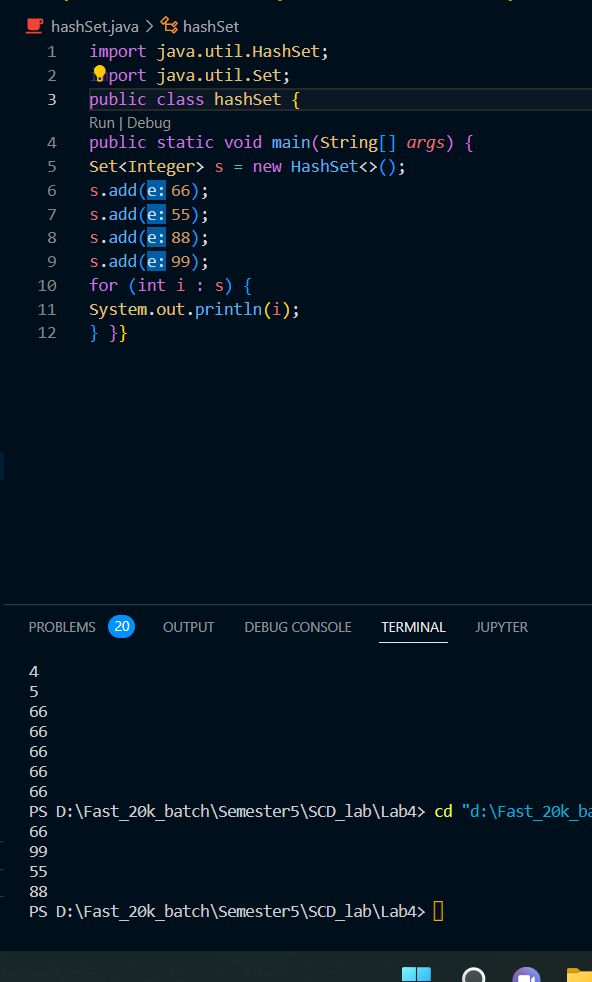 hashSet.java > hashSet
1 import java.util.HashSet;
2 import java.util.Set;
3 public class hashSet {
Run | Debug
4 public static void main(String[] args) {
5 Set<Integer> s = new HashSet<>();
6 s.add(e: 66);
7 s.add(e: 55);
8 s.add(e: 88);
9 s.add(e: 99);
10 for (int i : s) {
11 System.out.println(i);
12 } }}
PROBLEMS 20 OUTPUT DEBUG CONSOLE TERMINAL JUPYTER
4
5
66
66
66
66
66
PS D:\Fast_20k_batch\Semester5\SCD_lab\Lab4> cd "d:\Fast_20k_ba
66
99
55
88
PS D:\Fast_20k_batch\Semester5\SCD_lab\Lab4>